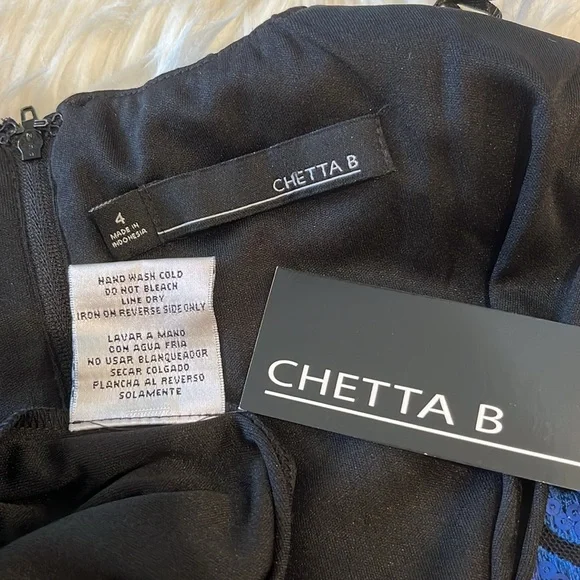 CHETTA B
4
MADE IN
INDONESIA
HAND WASH COLD
DO NOT BLEACH
LINE DRY
IRON ON REVERSE SIDE ONLY
LAVAR A MANO
CON AGUA FRIA
NO USAR BLANQUEADOR
SECAR COLGADO
PLANCHA AL REVERSO
SOLAMENTE
CHETTA B